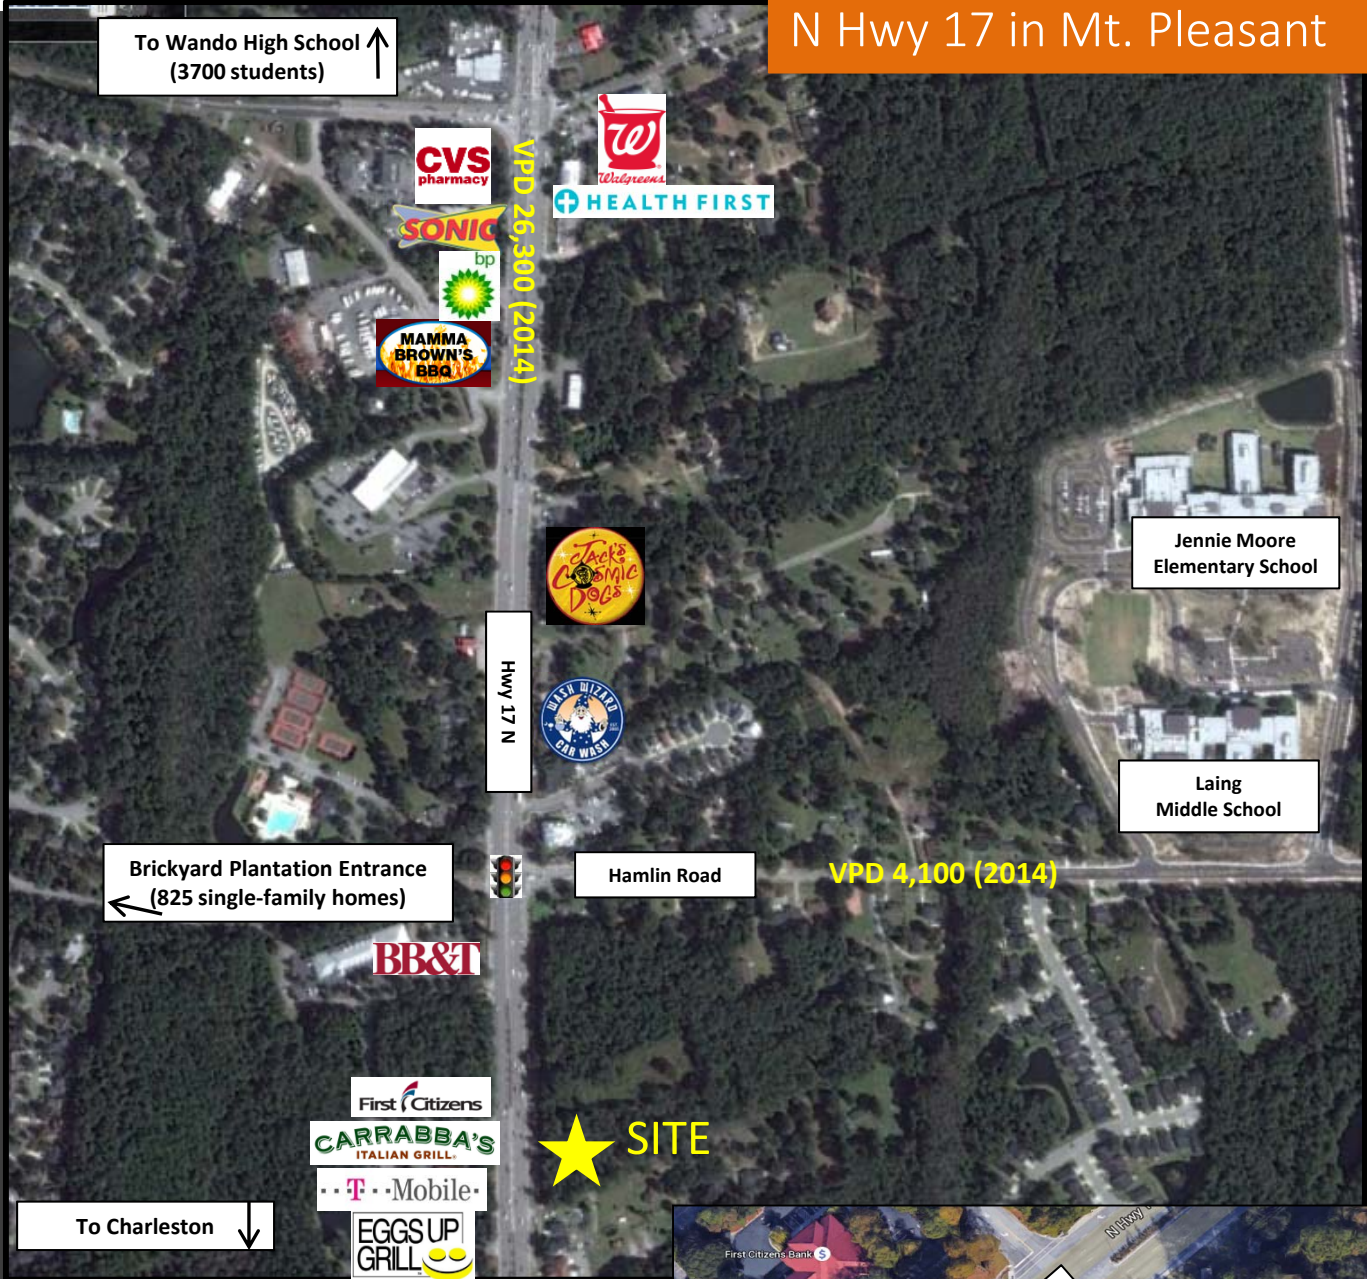 N Hwy 17 in Mt. Pleasant
To Wando High School
(3700 students)
CVS
pharmacy
W
Walgreens
HEALTH FIRST
SONIC
bp
MAMMA
BROWN'S
BBQ
VPD 26,300 (2014)
JACK'S
COSMIC
DOGS
Jennie Moore
Elementary School
Hwy 17 N
WASH WIZARD
CAR WASH
Laing
Middle School
Brickyard Plantation Entrance
(825 single-family homes)
Hamlin Road
VPD 4,100 (2014)
BB&T
First Citizens
CARRABBA'S
ITALIAN GRILL
SITE
T Mobile
To Charleston
EGGS UP
GRILL
First Citizens Bank $
N Hwy